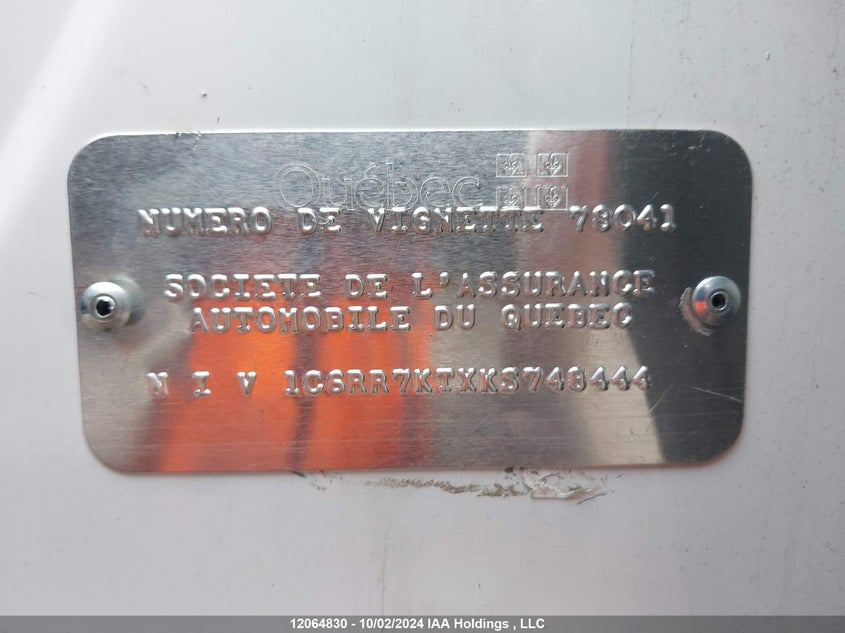 Québec
NUMERO DE VIGNETTE 78041
SOCIETE DE L'ASSURANCE
AUTOMOBILE DU QUEBEC
N I V 1C6RR7KTXKS748444
12064830 - 10/02/2024 IAA Holdings , LLC